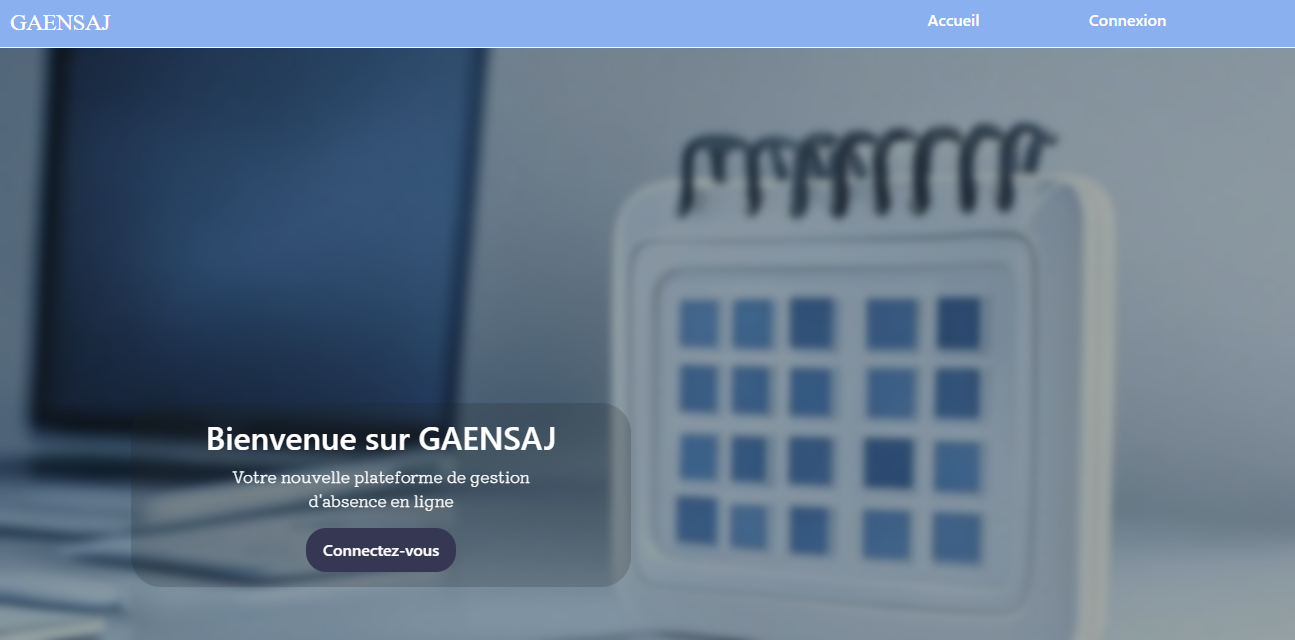 GAENSAJ
Accueil
Connexion
Bienvenue sur GAENSAJ
Votre nouvelle plateforme de gestion
d'absence en ligne
Connectez-vous